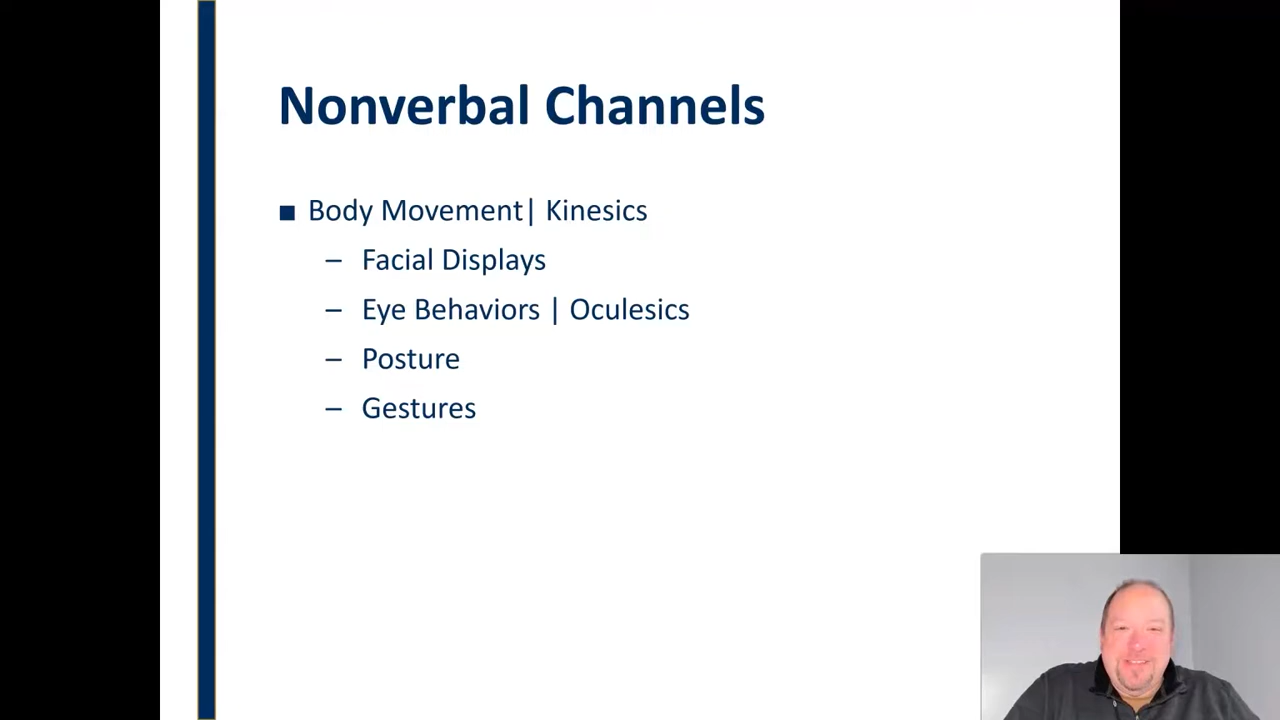 Nonverbal Channels
■ Body Movement| Kinesics
– Facial Displays
– Eye Behaviors | Oculesics
– Posture
– Gestures